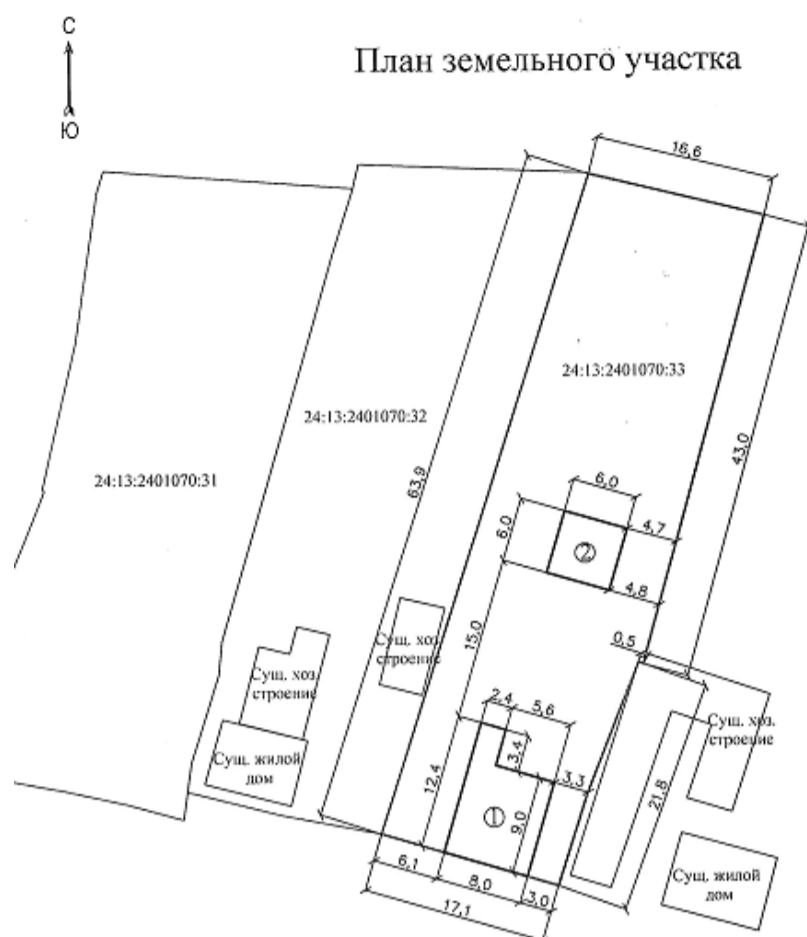 С
Ю
План земельного участка
16,6
24:13:2401070:33
24:13:2401070:32
24:13:2401070:31
63,9
43,0
6,0
6,0
4,7
②
4,8
15,0
0,5
Сущ. хоз.
строение
Сущ. хоз.
строение
2,4
5,6
Сущ. хоз.
строение
3,4
3,3
Сущ. жилой
дом
12,4
①
9,0
21,8
Сущ. жилой
дом
6,1
8,0
3,0
17,1